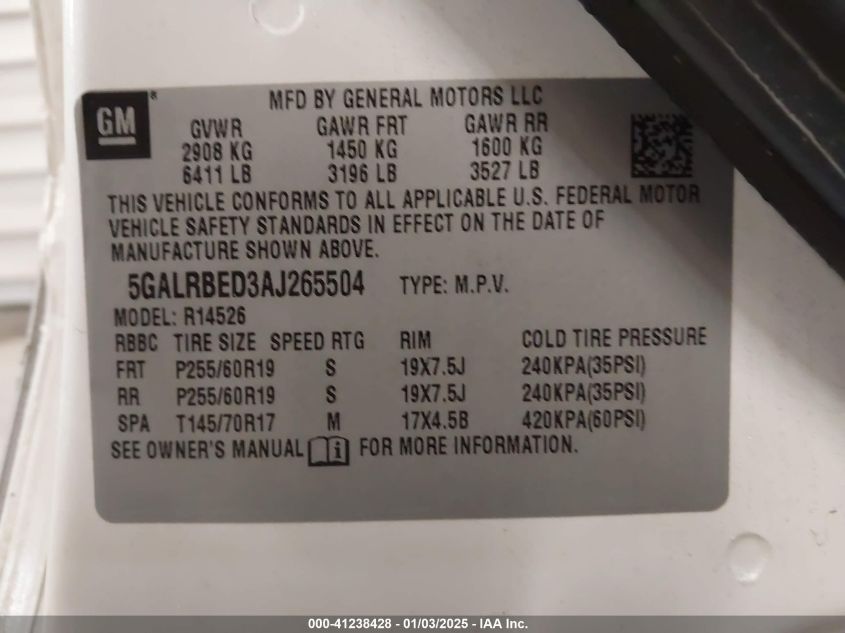 GM ®
MFD BY GENERAL MOTORS LLC
GVWR GAWR FRT GAWR RR
2908 KG 1450 KG 1600 KG
6411 LB 3196 LB 3527 LB
THIS VEHICLE CONFORMS TO ALL APPLICABLE U.S. FEDERAL MOTOR
VEHICLE SAFETY STANDARDS IN EFFECT ON THE DATE OF
MANUFACTURE SHOWN ABOVE.
5GALRBED3AJ265504 TYPE: M.P.V.
MODEL: R14526
RBBC TIRE SIZE SPEED RTG RIM COLD TIRE PRESSURE
FRT P255/60R19 S 19X7.5J 240KPA(35PSI)
RR P255/60R19 S 19X7.5J 240KPA(35PSI)
SPA T145/70R17 M 17X4.5B 420KPA(60PSI)
SEE OWNER'S MANUAL i FOR MORE INFORMATION.
000-41238428 - 01/03/2025 - IAA Inc.